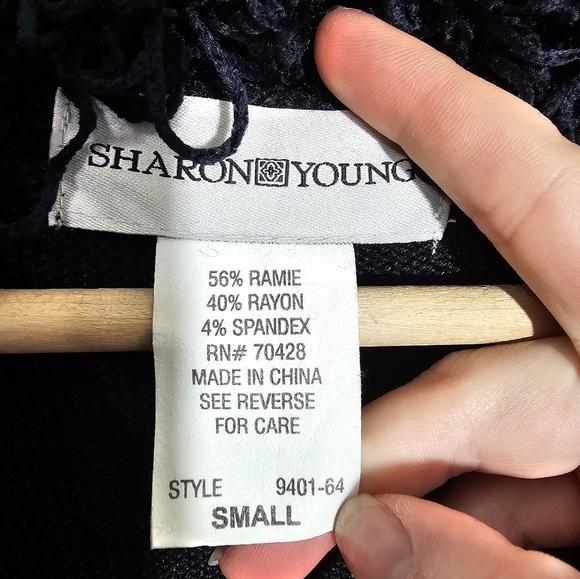 SHARON YOUNG
56% RAMIE
40% RAYON
4% SPANDEX
RN# 70428
MADE IN CHINA
SEE REVERSE
FOR CARE
STYLE 9401-64
SMALL